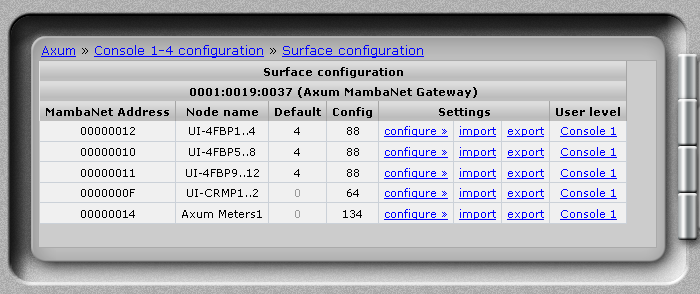 Axum » Console 1-4 configuration » Surface configuration
Surface configuration
0001:0019:0037 (Axum MambaNet Gateway)
MambaNet Address Node name Default Config Settings User level
00000012 UI-4FBP1..4 4 88 configure » import export Console 1
00000010 UI-4FBP5..8 4 88 configure » import export Console 1
00000011 UI-4FBP9..12 4 88 configure » import export Console 1
0000000F UI-CRMP1..2 0 64 configure » import export Console 1
00000014 Axum Meters1 0 134 configure » import export Console 1